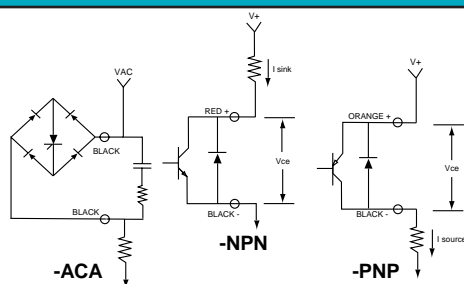 VAC
BLACK
BLACK
-ACA
V+
I sink
RED +
Vce
BLACK -
-NPN
V+
ORANGE +
Vce
BLACK -
I source
-PNP